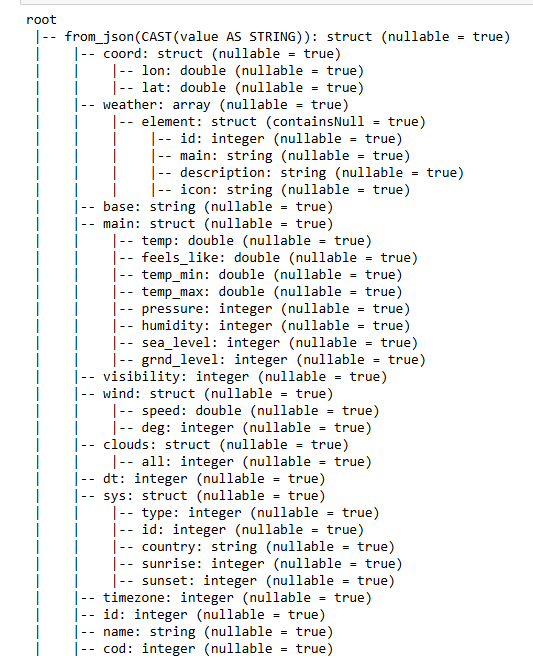 root
 |-- from_json(CAST(value AS STRING)): struct (nullable = true)
 |    |-- coord: struct (nullable = true)
 |    |    |-- lon: double (nullable = true)
 |    |    |-- lat: double (nullable = true)
 |    |-- weather: array (nullable = true)
 |    |    |-- element: struct (containsNull = true)
 |    |    |    |-- id: integer (nullable = true)
 |    |    |    |-- main: string (nullable = true)
 |    |    |    |-- description: string (nullable = true)
 |    |    |    |-- icon: string (nullable = true)
 |    |-- base: string (nullable = true)
 |    |-- main: struct (nullable = true)
 |    |    |-- temp: double (nullable = true)
 |    |    |-- feels_like: double (nullable = true)
 |    |    |-- temp_min: double (nullable = true)
 |    |    |-- temp_max: double (nullable = true)
 |    |    |-- pressure: integer (nullable = true)
 |    |    |-- humidity: integer (nullable = true)
 |    |    |-- sea_level: integer (nullable = true)
 |    |    |-- grnd_level: integer (nullable = true)
 |    |-- visibility: integer (nullable = true)
 |    |-- wind: struct (nullable = true)
 |    |    |-- speed: double (nullable = true)
 |    |    |-- deg: integer (nullable = true)
 |    |-- clouds: struct (nullable = true)
 |    |    |-- all: integer (nullable = true)
 |    |-- dt: integer (nullable = true)
 |    |-- sys: struct (nullable = true)
 |    |    |-- type: integer (nullable = true)
 |    |    |-- id: integer (nullable = true)
 |    |    |-- country: string (nullable = true)
 |    |    |-- sunrise: integer (nullable = true)
 |    |    |-- sunset: integer (nullable = true)
 |    |-- timezone: integer (nullable = true)
 |    |-- id: integer (nullable = true)
 |    |-- name: string (nullable = true)
 |    |-- cod: integer (nullable = true)